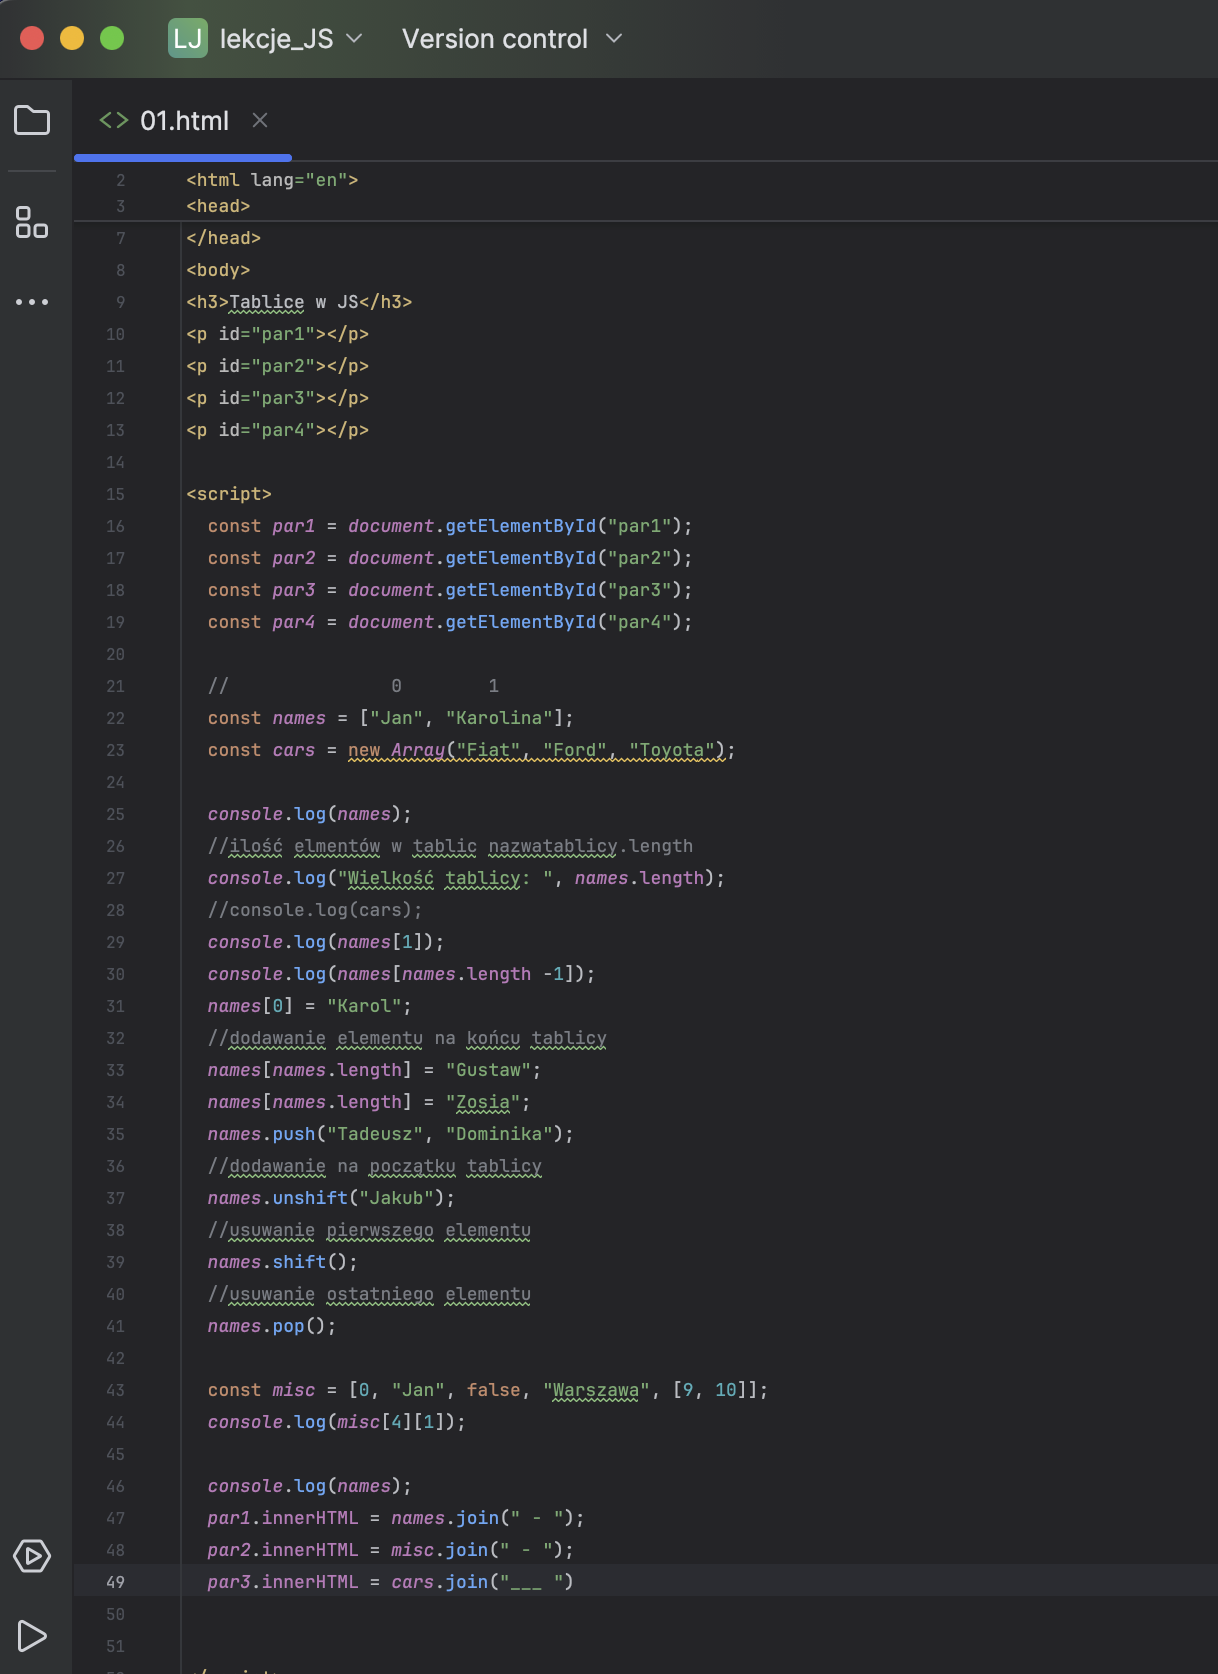 LJ lekcje_JS Version control
<> 01.html
2 <html lang="en">
3 <head>
7 </head>
8 <body>
9 <h3>Tablice w JS</h3>
10 <p id="par1"></p>
11 <p id="par2"></p>
12 <p id="par3"></p>
13 <p id="par4"></p>
14
15 <script>
16 const par1 = document.getElementById("par1");
17 const par2 = document.getElementById("par2");
18 const par3 = document.getElementById("par3");
19 const par4 = document.getElementById("par4");
20
21 // 0 1
22 const names = ["Jan", "Karolina"];
23 const cars = new Array("Fiat", "Ford", "Toyota");
24
25 console.log(names);
26 //ilość elmentów w tablic nazwatablicy.length
27 console.log("Wielkość tablicy: ", names.length);
28 //console.log(cars);
29 console.log(names[1]);
30 console.log(names[names.length -1]);
31 names[0] = "Karol";
32 //dodawanie elementu na końcu tablicy
33 names[names.length] = "Gustaw";
34 names[names.length] = "Zosia";
35 names.push("Tadeusz", "Dominika");
36 //dodawanie na początku tablicy
37 names.unshift("Jakub");
38 //usuwanie pierwszego elementu
39 names.shift();
40 //usuwanie ostatniego elementu
41 names.pop();
42
43 const misc = [0, "Jan", false, "Warszawa", [9, 10]];
44 console.log(misc[4][1]);
45
46 console.log(names);
47 par1.innerHTML = names.join(" - ");
48 par2.innerHTML = misc.join(" - ");
49 par3.innerHTML = cars.join("___ ")
50
51